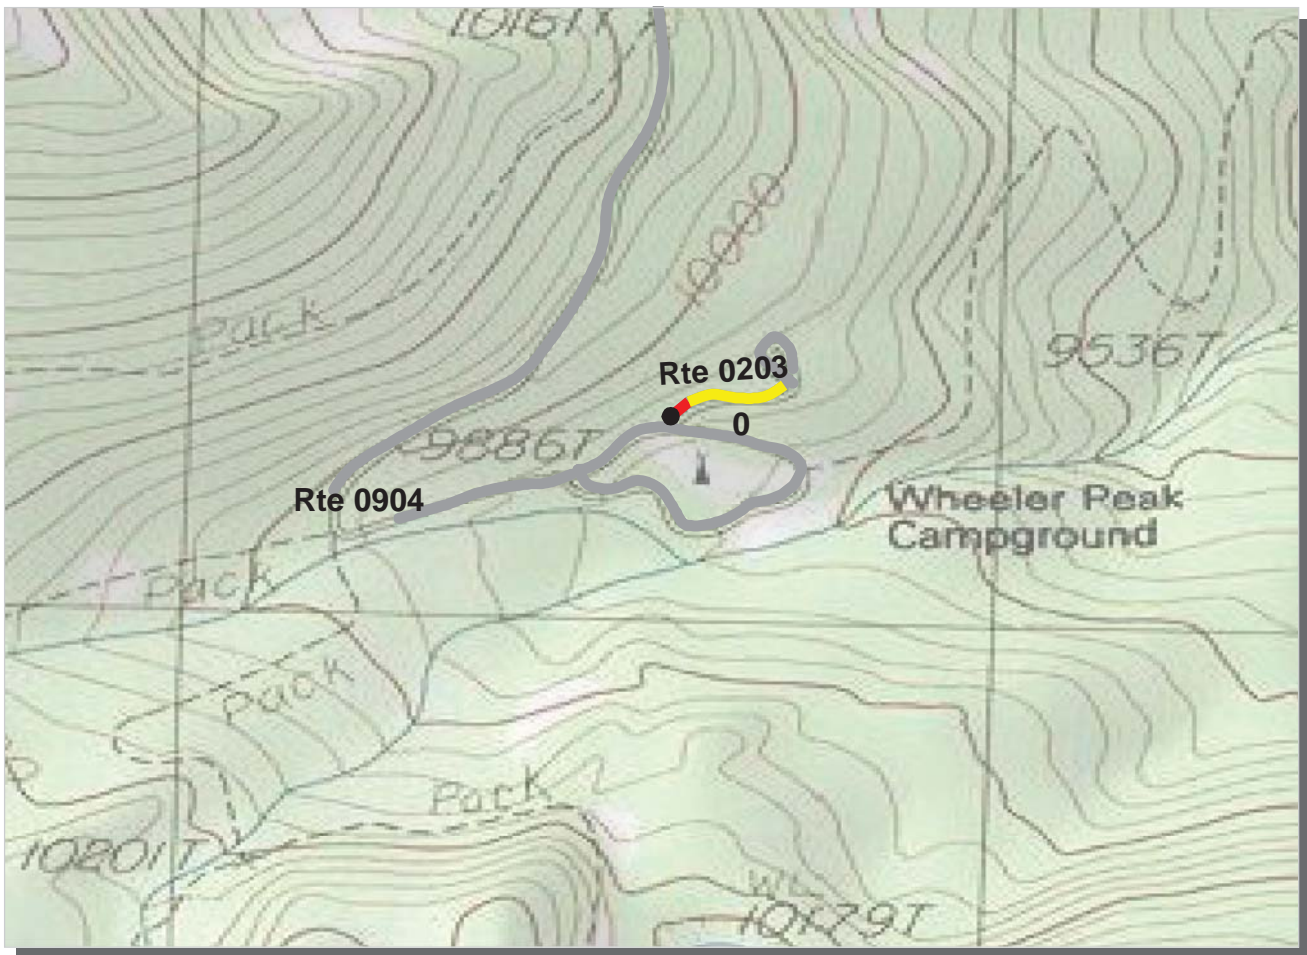 10161T
10000
Pack
9536T
Rte 0203
0
9886T
Rte 0904
Wheeler Peak
Campground
Pack
Pack
Pack
10201T
10179T